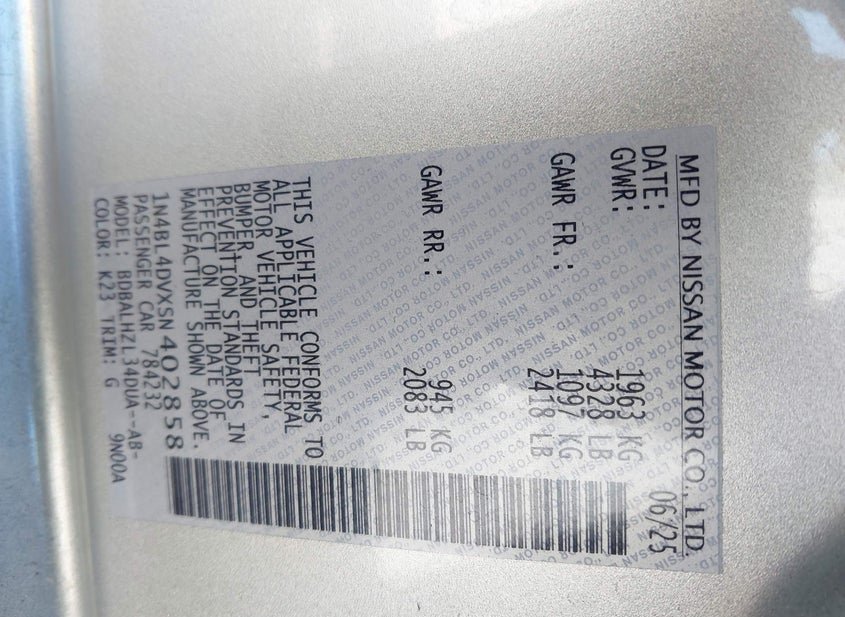 MFD BY NISSAN MOTOR CO., LTD.
DATE: 06/25
GVWR: 1963 KG
4328 LB
GAWR FR.: 1097 KG
2418 LB
GAWR RR.: 945 KG
2083 LB
THIS VEHICLE CONFORMS TO
ALL APPLICABLE FEDERAL
MOTOR VEHICLE SAFETY,
BUMPER, AND THEFT
PREVENTION STANDARDS IN
EFFECT ON THE DATE OF
MANUFACTURE SHOWN ABOVE.
1N4BL4DVXSN402858
PASSENGER CAR 784232
MODEL: BDBALHZL34DUA--AB-
9N00A
COLOR: K23 TRIM: G